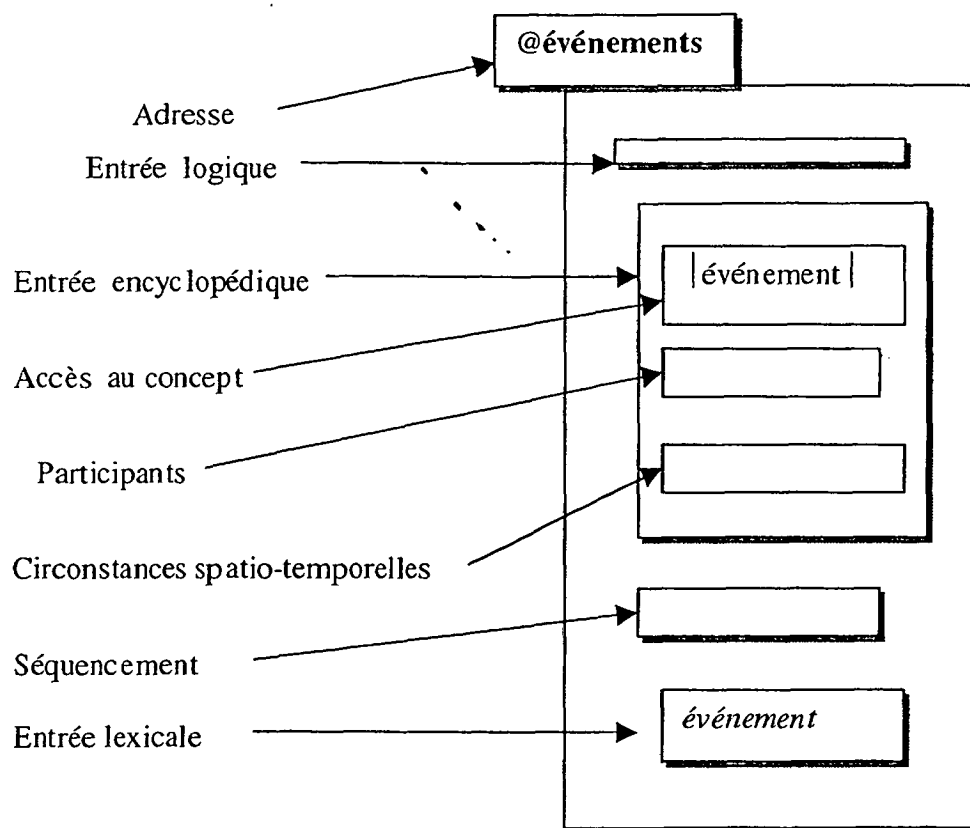 @événements
Adresse
Entrée logique
Entrée encyclopédique
|événement|
Accès au concept
Participants
Circonstances spatio-temporelles
Séquencement
Entrée lexicale
événement